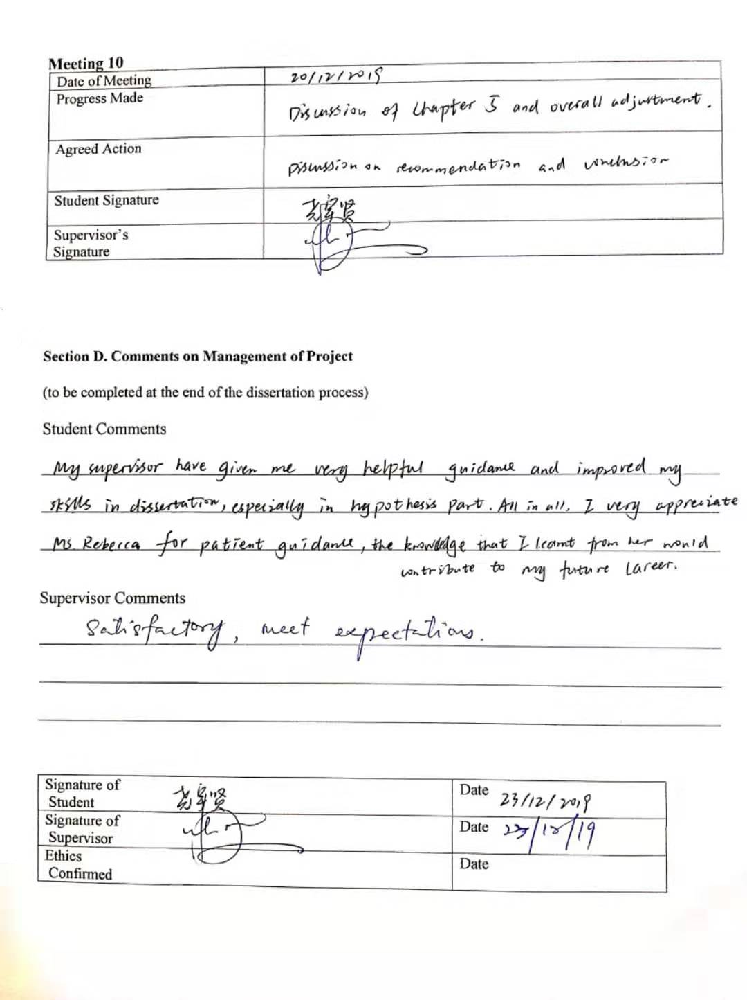 Meeting 10
Date of Meeting 20/12/2019
Progress Made Discussion of Chapter 5 and overall adjustment.
Agreed Action Discussion on recommendation and conclusion
Student Signature
Supervisor's
Signature
Section D. Comments on Management of Project
(to be completed at the end of the dissertation process)
Student Comments
My supervisor have given me very helpful guidance and improved my
skills in dissertation, especially in hypothesis part. All in all, I very appreciate
Ms. Rebecca for patient guidance, the knowledge that I learnt from her would
contribute to my future career.
Supervisor Comments
Satisfactory, meet expectations.
Signature of
Student Date 23/12/2019
Signature of
Supervisor Date 23/12/19
Ethics
Confirmed Date